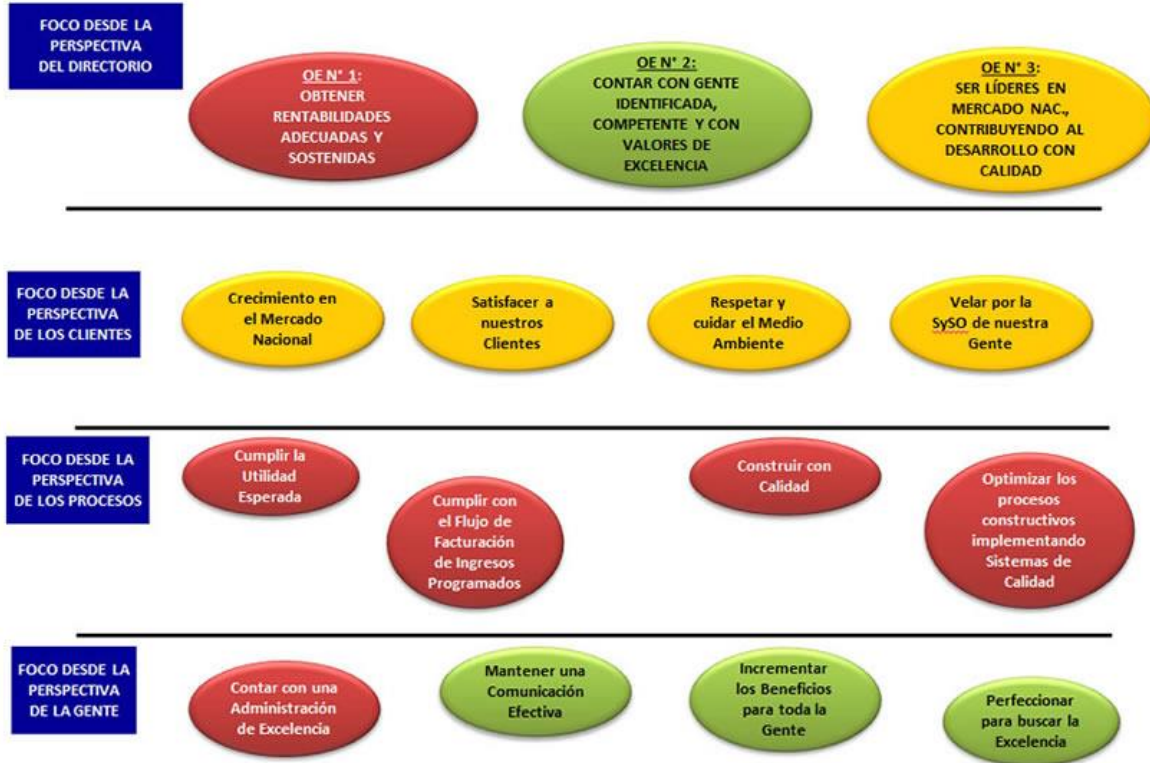 FOCO DESDE LA
PERSPECTIVA
DEL DIRECTORIO
OE N° 1:
OBTENER
RENTABILIDADES
ADECUADAS Y
SOSTENIDAS
OE N° 2:
CONTAR CON GENTE
IDENTIFICADA,
COMPETENTE Y CON
VALORES DE
EXCELENCIA
OE N° 3:
SER LÍDERES EN
MERCADO NAC.,
CONTRIBUYENDO AL
DESARROLLO CON
CALIDAD
FOCO DESDE LA
PERSPECTIVA
DE LOS CLIENTES
Crecimiento en
el Mercado
Nacional
Satisfacer a
nuestros
Clientes
Respetar y
cuidar el Medio
Ambiente
Velar por la
SySO de nuestra
Gente
FOCO DESDE LA
PERSPECTIVA
DE LOS PROCESOS
Cumplir la
Utilidad
Esperada
Cumplir con
el Flujo de
Facturación
de Ingresos
Programados
Construir con
Calidad
Optimizar los
procesos
constructivos
implementando
Sistemas de
Calidad
FOCO DESDE LA
PERSPECTIVA
DE LA GENTE
Contar con una
Administración
de Excelencia
Mantener una
Comunicación
Efectiva
Incrementar
los Beneficios
para toda la
Gente
Perfeccionar
para buscar la
Excelencia